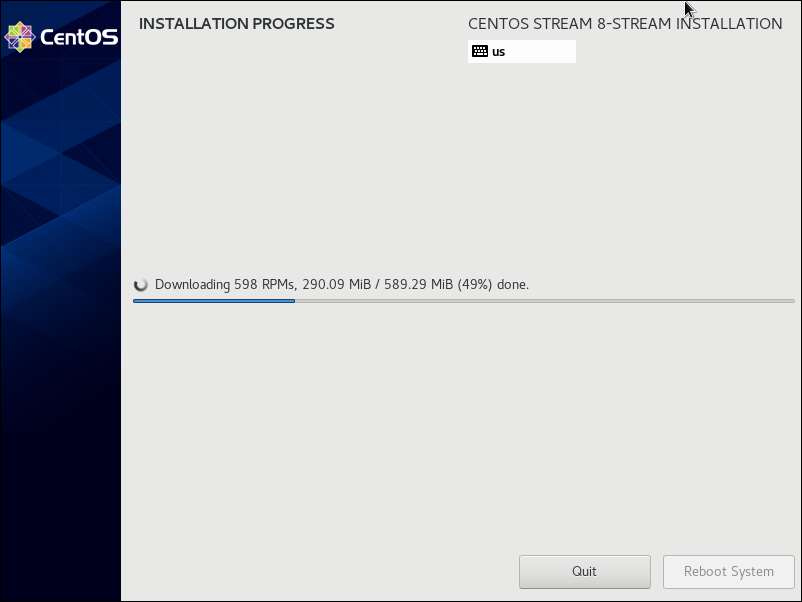 CentOS
INSTALLATION PROGRESS
CENTOS STREAM 8-STREAM INSTALLATION
us
Downloading 598 RPMs, 290.09 MiB / 589.29 MiB (49%) done.
Quit
Reboot System